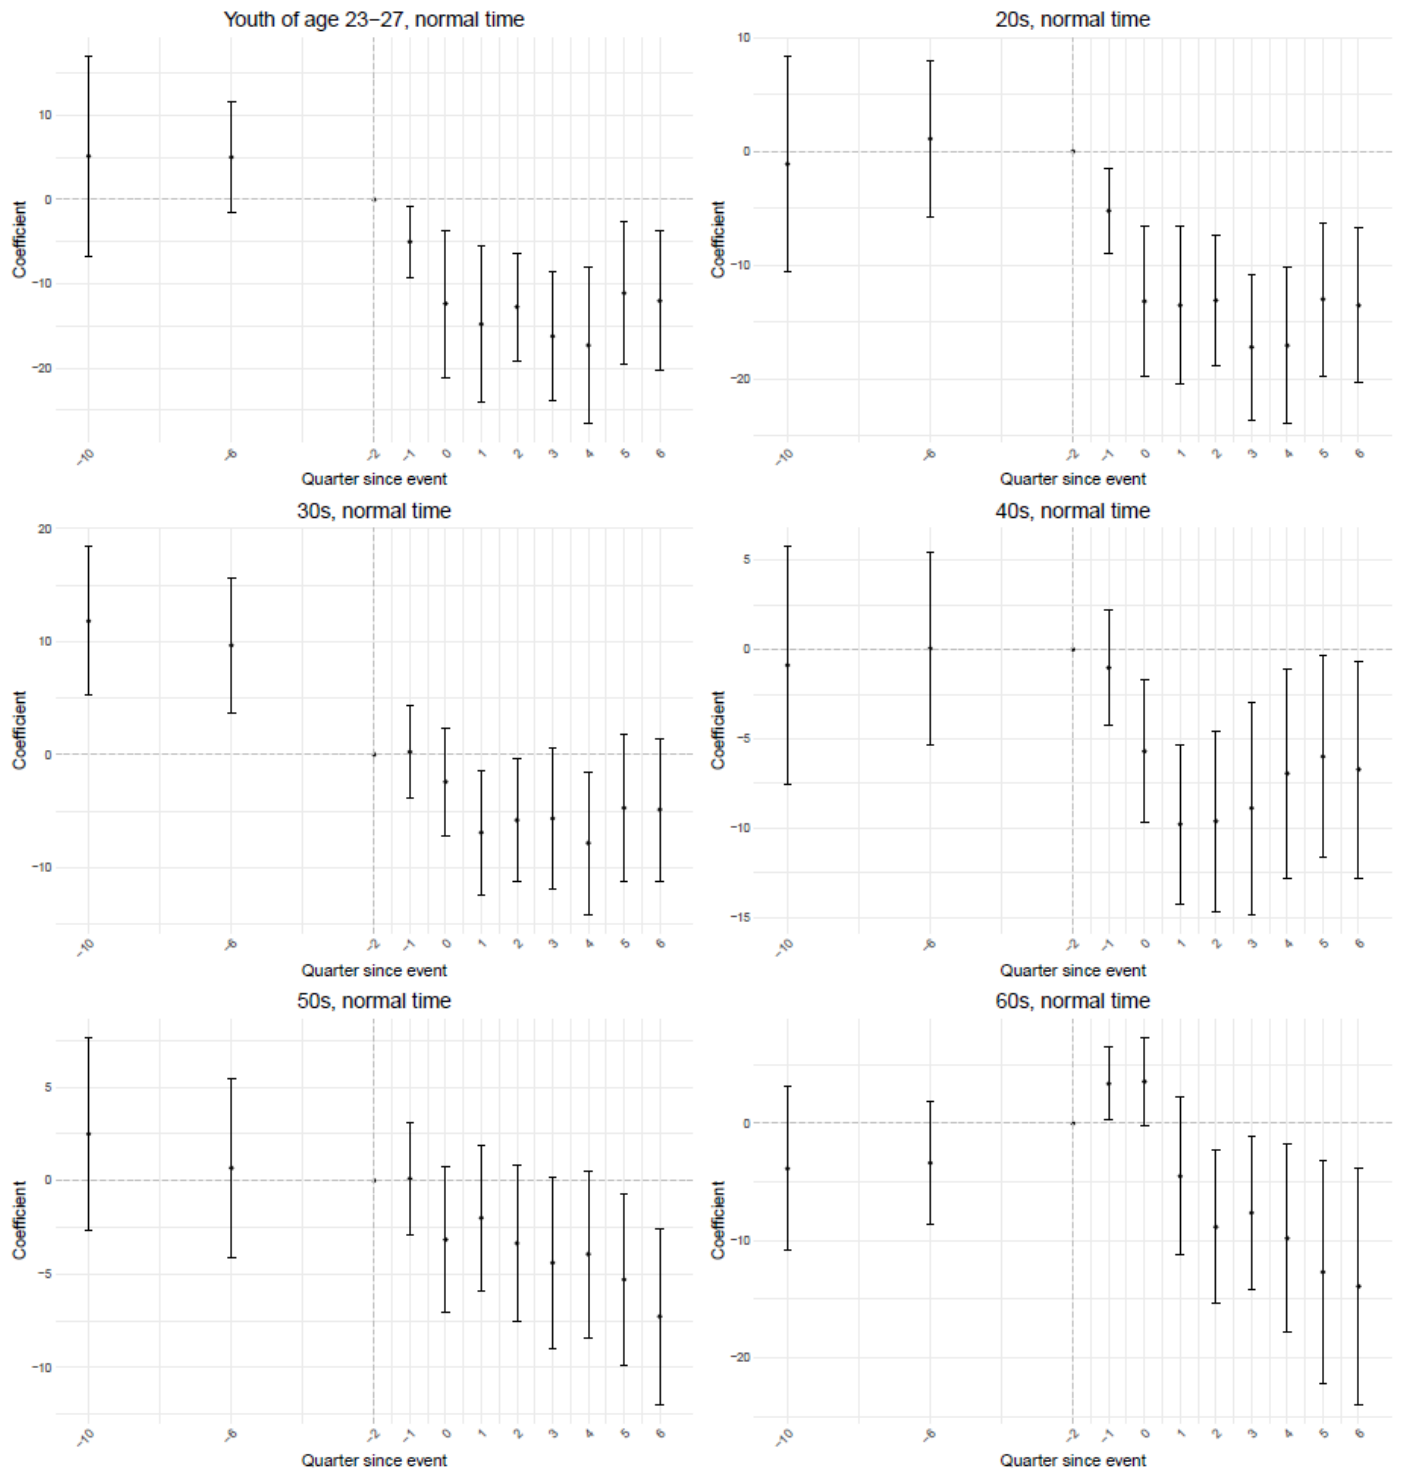 Youth of age 23−27, normal time
10
0
−10
−20
Coefficient
−10 −6 −2 −1 0 1 2 3 4 5 6
Quarter since event
20s, normal time
10
0
−10
−20
Coefficient
−10 −6 −2 −1 0 1 2 3 4 5 6
Quarter since event
30s, normal time
20
10
0
−10
Coefficient
−10 −6 −2 −1 0 1 2 3 4 5 6
Quarter since event
40s, normal time
5
0
−5
−10
−15
Coefficient
−10 −6 −2 −1 0 1 2 3 4 5 6
Quarter since event
50s, normal time
5
0
−5
−10
Coefficient
−10 −6 −2 −1 0 1 2 3 4 5 6
Quarter since event
60s, normal time
0
−10
−20
Coefficient
−10 −6 −2 −1 0 1 2 3 4 5 6
Quarter since event